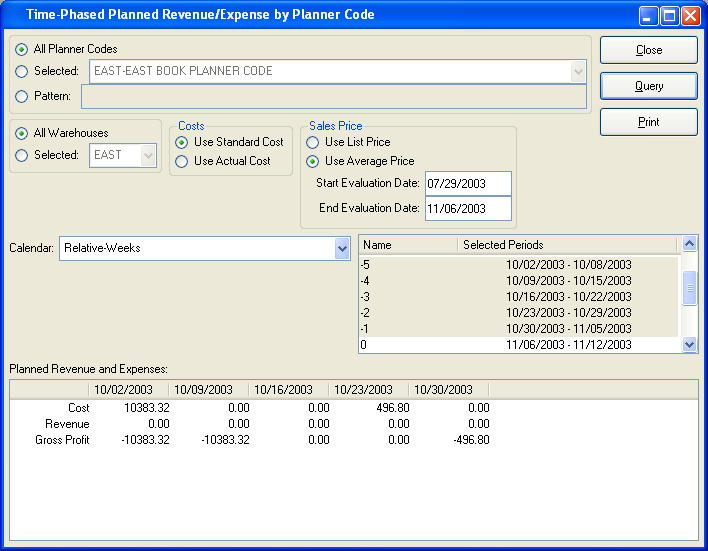 Time-Phased Planned Revenue/Expense by Planner Code
All Planner Codes
Selected: EAST-EAST BOOK PLANNER CODE
Pattern:
Close
Query
Print
All Warehouses
Selected: EAST
Costs
Use Standard Cost
Use Actual Cost
Sales Price
Use List Price
Use Average Price
Start Evaluation Date: 07/29/2003
End Evaluation Date: 11/06/2003
Calendar: Relative-Weeks
Name Selected Periods
-5 10/02/2003 - 10/08/2003
-4 10/09/2003 - 10/15/2003
-3 10/16/2003 - 10/22/2003
-2 10/23/2003 - 10/29/2003
-1 10/30/2003 - 11/05/2003
0 11/06/2003 - 11/12/2003
Planned Revenue and Expenses:
10/02/2003 10/09/2003 10/16/2003 10/23/2003 10/30/2003
Cost 10383.32 0.00 0.00 496.80 0.00
Revenue 0.00 0.00 0.00 0.00 0.00
Gross Profit -10383.32 -10383.32 0.00 0.00 -496.80